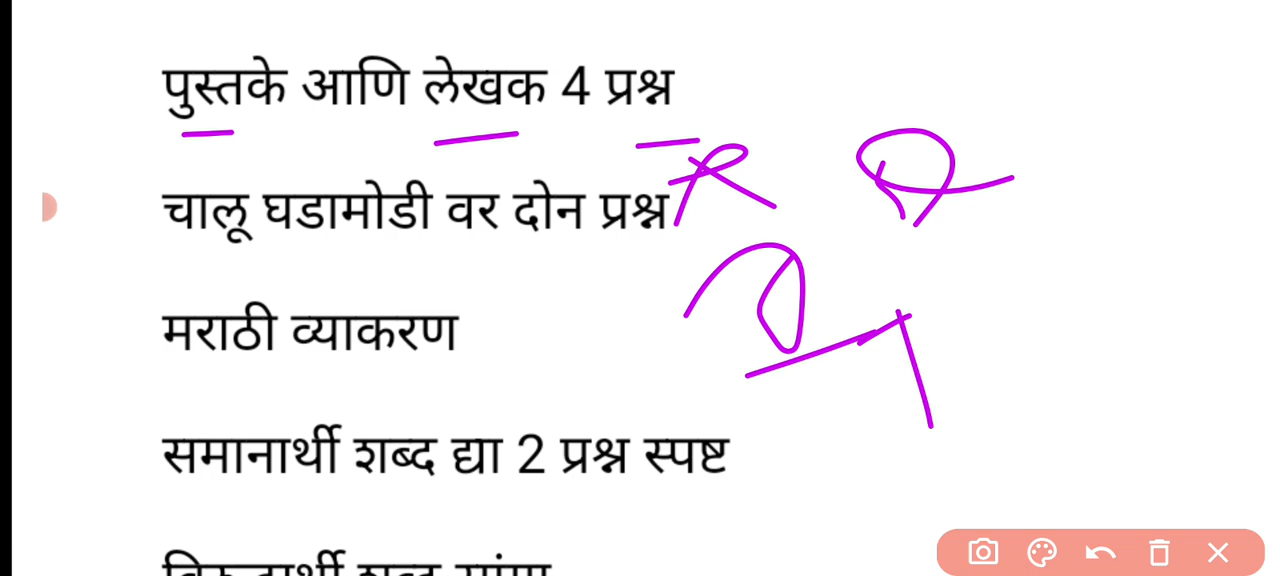 पुस्तके आणि लेखक 4 प्रश्न
चालू घडामोडी वर दोन प्रश्न
मराठी व्याकरण
समानार्थी शब्द द्या 2 प्रश्न स्पष्ट